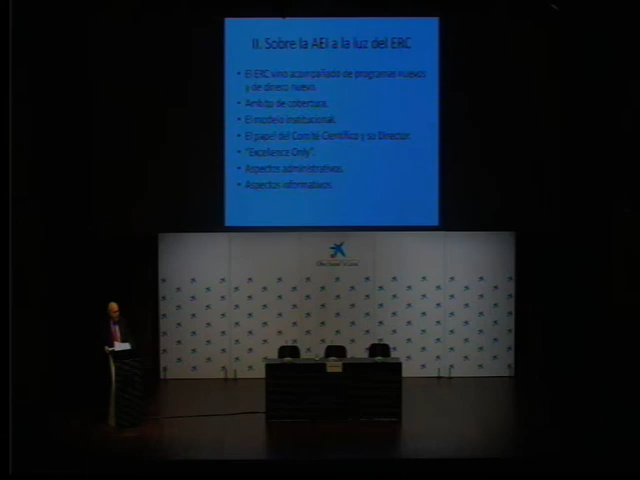 II. Sobre la AEI a la luz del ERC
• El ERC vino acompañado de programas nuevos
y de dinero nuevo.
• Ámbito de cobertura.
• El modelo institucional.
• El papel del Comité Científico y su Director.
• "Excellence Only".
• Aspectos administrativos.
• Aspectos informativos.